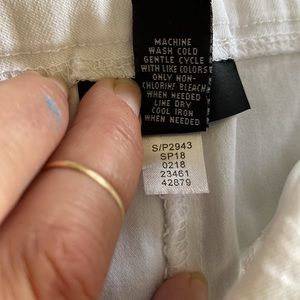 MACHINE
WASH COLD
GENTLE CYCLE
WITH LIKE COLORS
ONLY NON-
CHLORINE BLEACH
WHEN NEEDED
LINE DRY
COOL IRON
WHEN NEEDED
S/P2943
SP18
0218
23461
42879